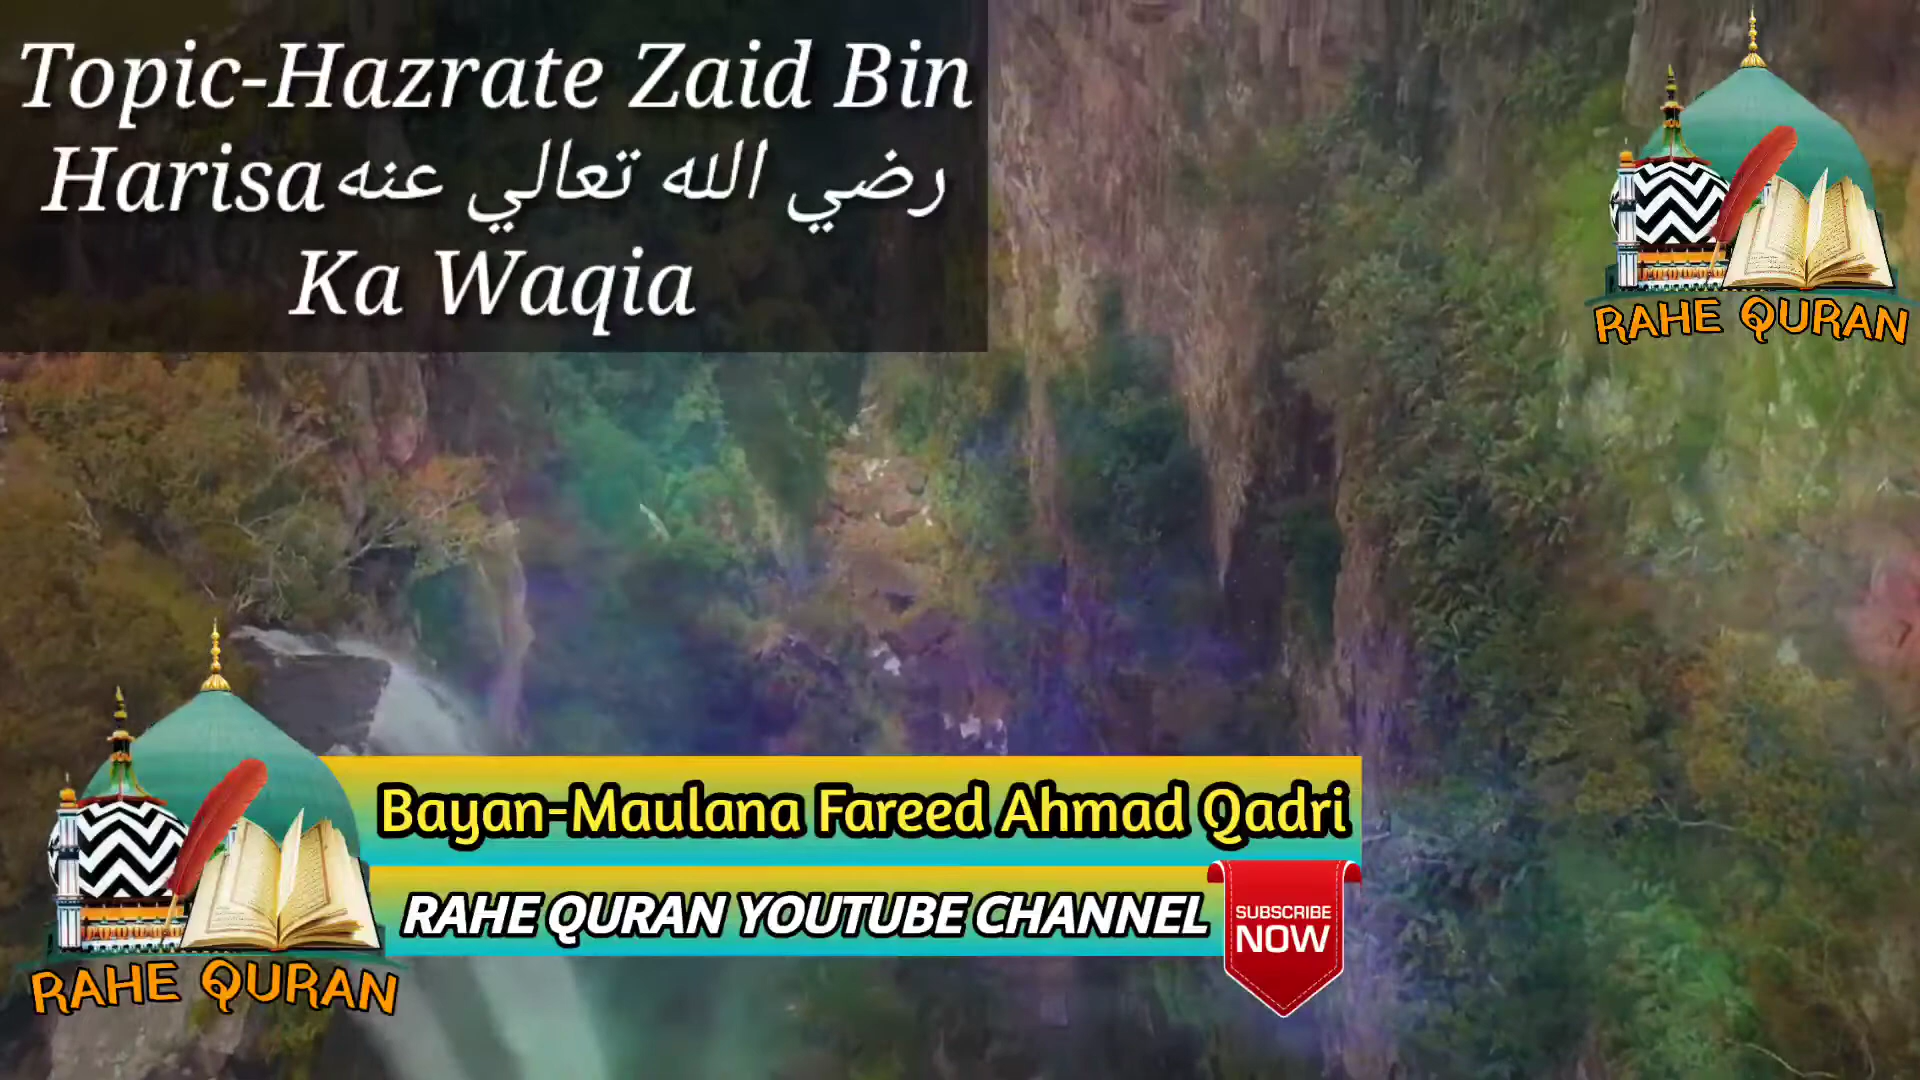 Topic-Hazrate Zaid Bin
Harisa رضي الله تعالي عنه
Ka Waqia
RAHE QURAN
Bayan-Maulana Fareed Ahmad Qadri
RAHE QURAN YOUTUBE CHANNEL
SUBSCRIBE
NOW
RAHE QURAN